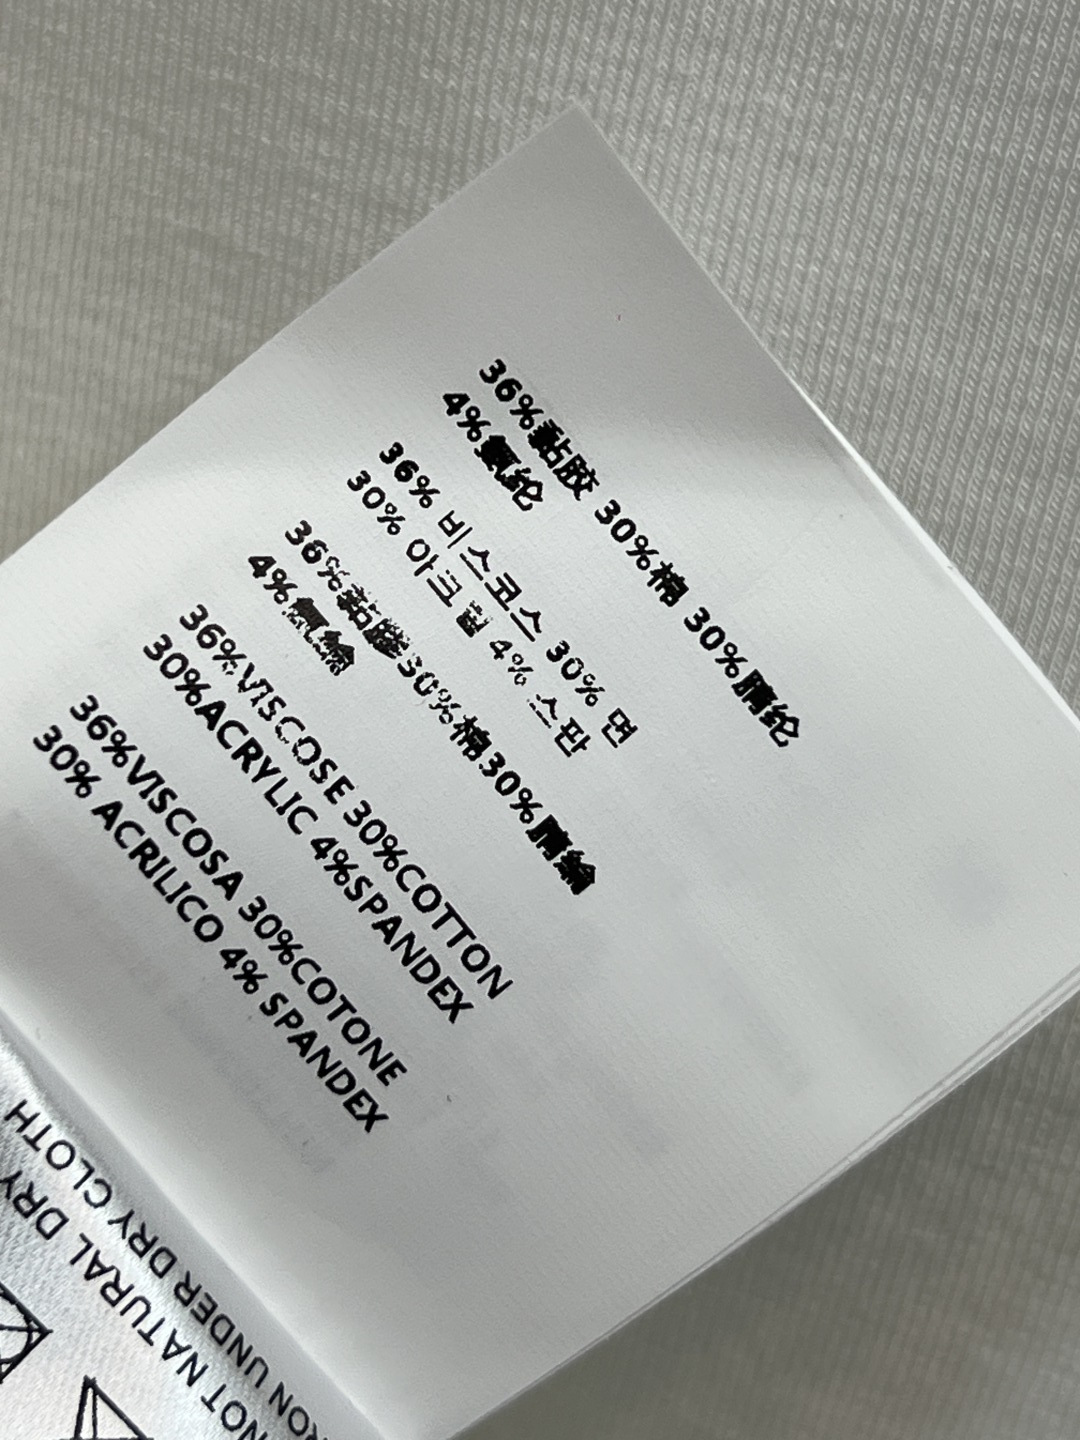 36%黏胶 30%棉 30%腈纶
4%氨纶
36% 비스코스 30% 면
30% 아크릴 4% 스판
36%黏膠30%棉30%腈綸
4%氨綸
36%VISCOSE 30%COTTON
30%ACRYLIC 4%SPANDEX
36%VISCOSA 30%COTONE
30% ACRILICO 4% SPANDEX
NOT NATURAL DRY
IRON UNDER DRY CLOTH